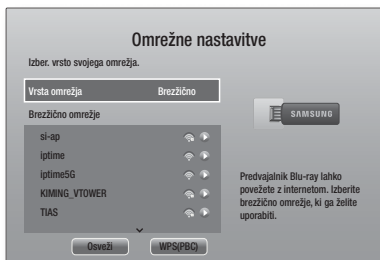 Omrežne nastavitve
Izber. vrsto svojega omrežja.
Vrsta omrežja Brezžično
Brezžično omrežje
si-ap
iptime
iptime5G
KIMING_VTOWER
TIAS
Osveži WPS(PBC)
SAMSUNG
Predvajalnik Blu-ray lahko
povežete z internetom. Izberite
brezžično omrežje, ki ga želite
uporabiti.